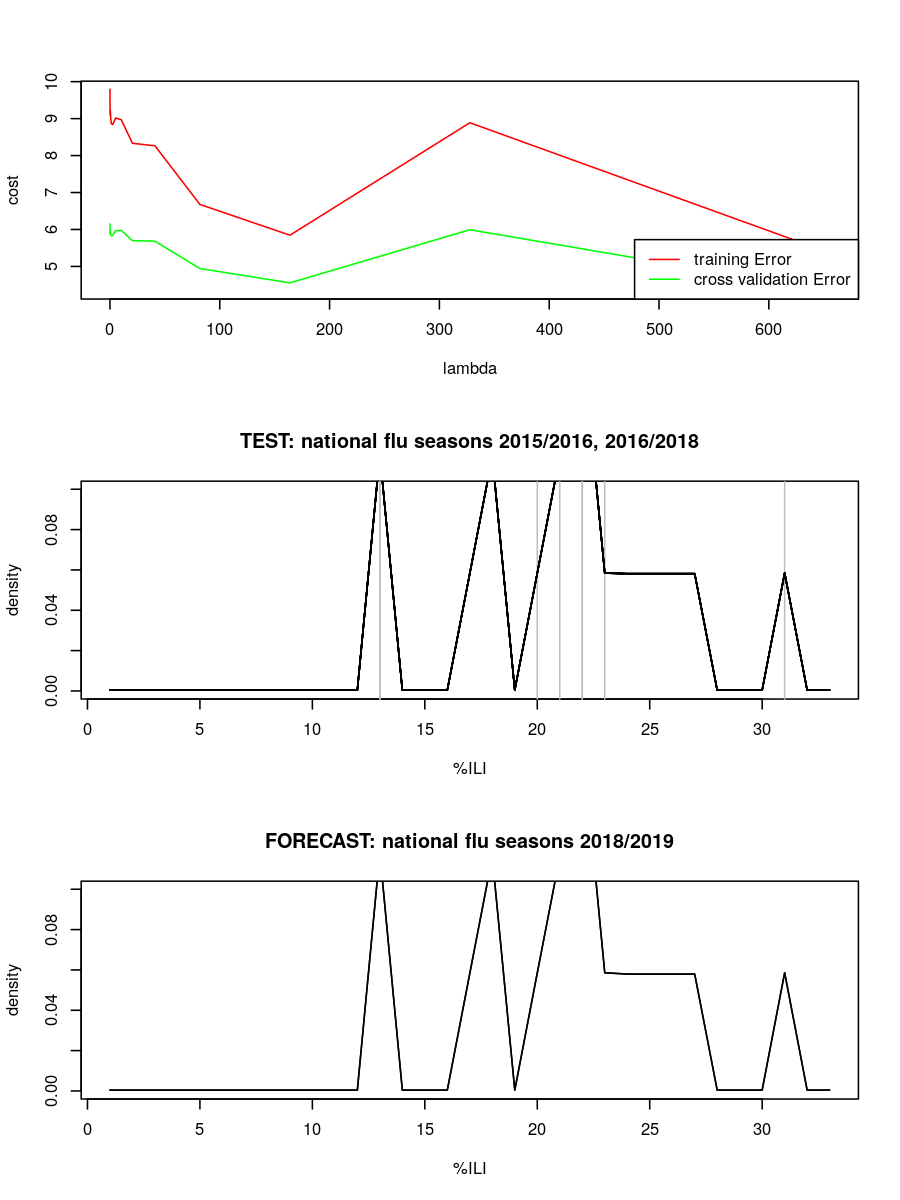 cost
10
9
8
7
6
5
training Error
cross validation Error
0 100 200 300 400 500 600
lambda
TEST: national flu seasons 2015/2016, 2016/2018
density
0.08
0.04
0.00
0 5 10 15 20 25 30
%ILI
FORECAST: national flu seasons 2018/2019
density
0.08
0.04
0.00
0 5 10 15 20 25 30
%ILI